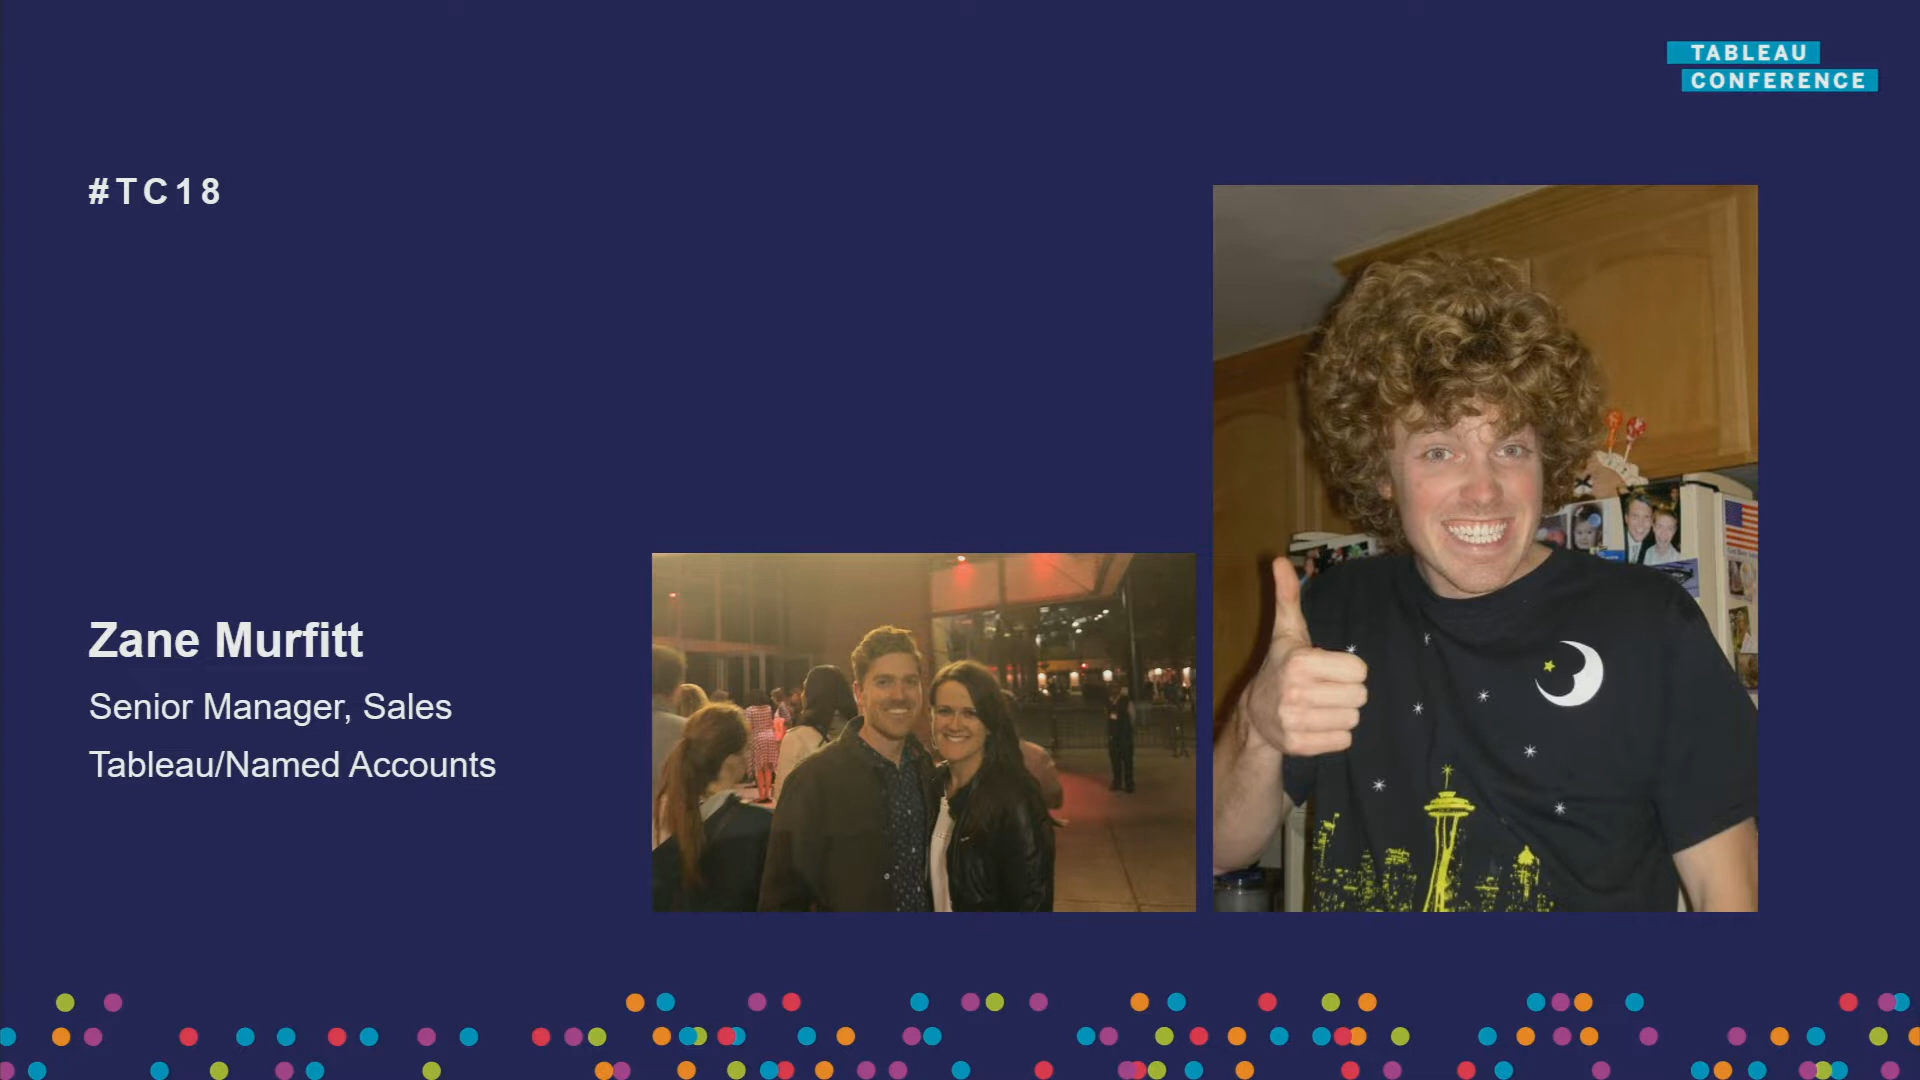 TABLEAU
CONFERENCE
#TC18
Zane Murfitt
Senior Manager, Sales
Tableau/Named Accounts